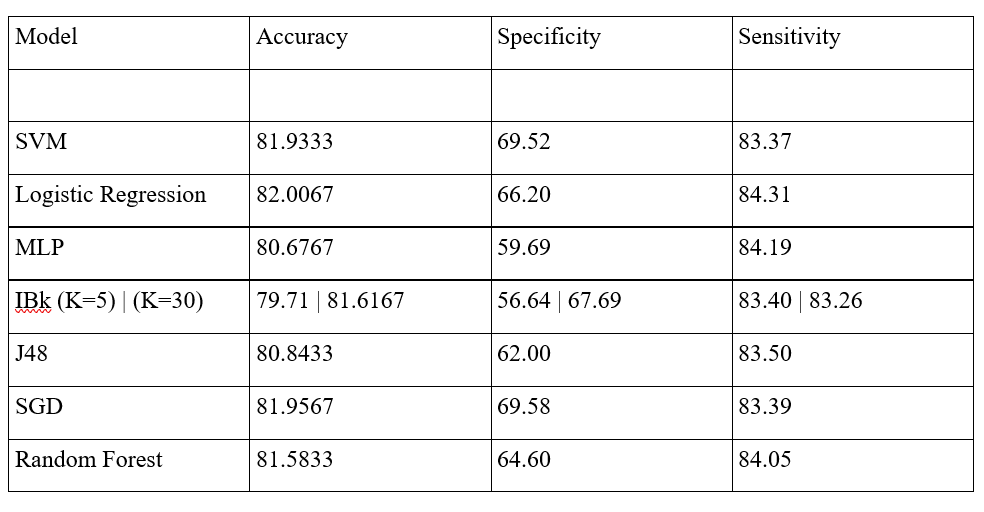 Model Accuracy Specificity Sensitivity
SVM 81.9333 69.52 83.37
Logistic Regression 82.0067 66.20 84.31
MLP 80.6767 59.69 84.19
IBk (K=5) | (K=30) 79.71 | 81.6167 56.64 | 67.69 83.40 | 83.26
J48 80.8433 62.00 83.50
SGD 81.9567 69.58 83.39
Random Forest 81.5833 64.60 84.05